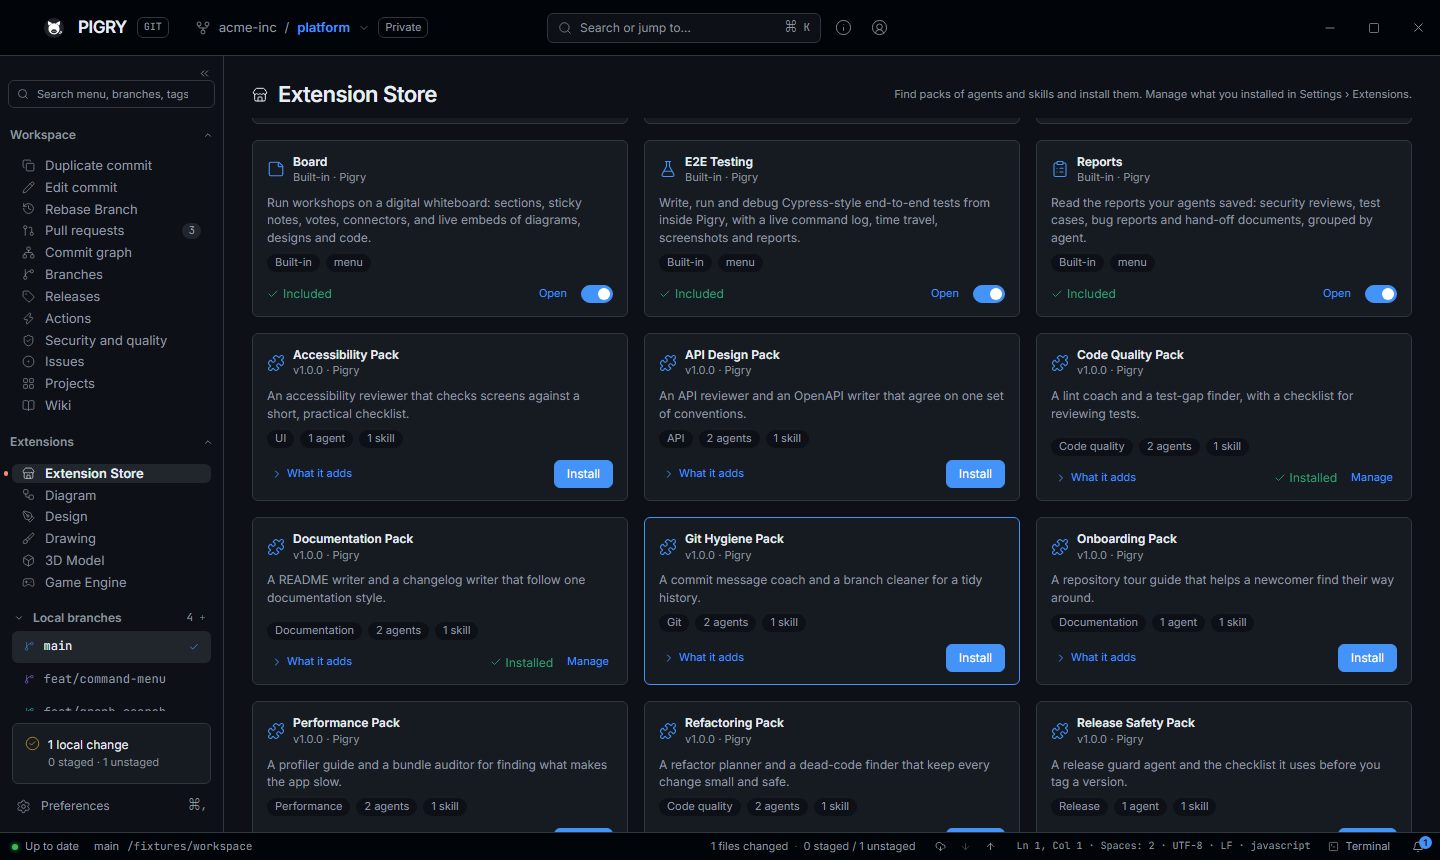 PIGRY GIT acme-inc / platform Private Search or jump to... ⌘ K
Search menu, branches, tags
Workspace
Duplicate commit
Edit commit
Rebase Branch
Pull requests 3
Commit graph
Branches
Releases
Actions
Security and quality
Issues
Projects
Wiki
Extensions
Extension Store
Diagram
Design
Drawing
3D Model
Game Engine
Local branches 4 +
main
feat/command-menu
1 local change
0 staged · 1 unstaged
Preferences ⌘,
Extension Store
Find packs of agents and skills and install them. Manage what you installed in Settings › Extensions.
Board
Built-in · Pigry
Run workshops on a digital whiteboard: sections, sticky
notes, votes, connectors, and live embeds of diagrams,
designs and code.
Built-in menu
Included Open
E2E Testing
Built-in · Pigry
Write, run and debug Cypress-style end-to-end tests from
inside Pigry, with a live command log, time travel,
screenshots and reports.
Built-in menu
Included Open
Reports
Built-in · Pigry
Read the reports your agents saved: security reviews, test
cases, bug reports and hand-off documents, grouped by
agent.
Built-in menu
Included Open
Accessibility Pack
v1.0.0 · Pigry
An accessibility reviewer that checks screens against a
short, practical checklist.
UI 1 agent 1 skill
What it adds Install
API Design Pack
v1.0.0 · Pigry
An API reviewer and an OpenAPI writer that agree on one set
of conventions.
API 2 agents 1 skill
What it adds Install
Code Quality Pack
v1.0.0 · Pigry
A lint coach and a test-gap finder, with a checklist for
reviewing tests.
Code quality 2 agents 1 skill
What it adds Installed Manage
Documentation Pack
v1.0.0 · Pigry
A README writer and a changelog writer that follow one
documentation style.
Documentation 2 agents 1 skill
What it adds Installed Manage
Git Hygiene Pack
v1.0.0 · Pigry
A commit message coach and a branch cleaner for a tidy
history.
Git 2 agents 1 skill
What it adds Install
Onboarding Pack
v1.0.0 · Pigry
A repository tour guide that helps a newcomer find their way
around.
Documentation 1 agent 1 skill
What it adds Install
Performance Pack
v1.0.0 · Pigry
A profiler guide and a bundle auditor for finding what makes
the app slow.
Performance 2 agents 1 skill
Refactoring Pack
v1.0.0 · Pigry
A refactor planner and a dead-code finder that keep every
change small and safe.
Code quality 2 agents 1 skill
Release Safety Pack
v1.0.0 · Pigry
A release guard agent and the checklist it uses before you
tag a version.
Release 1 agent 1 skill
Up to date main /fixtures/workspace 1 files changed · 0 staged / 1 unstaged Ln 1, Col 1 · Spaces: 2 · UTF-8 · LF · javascript Terminal 1